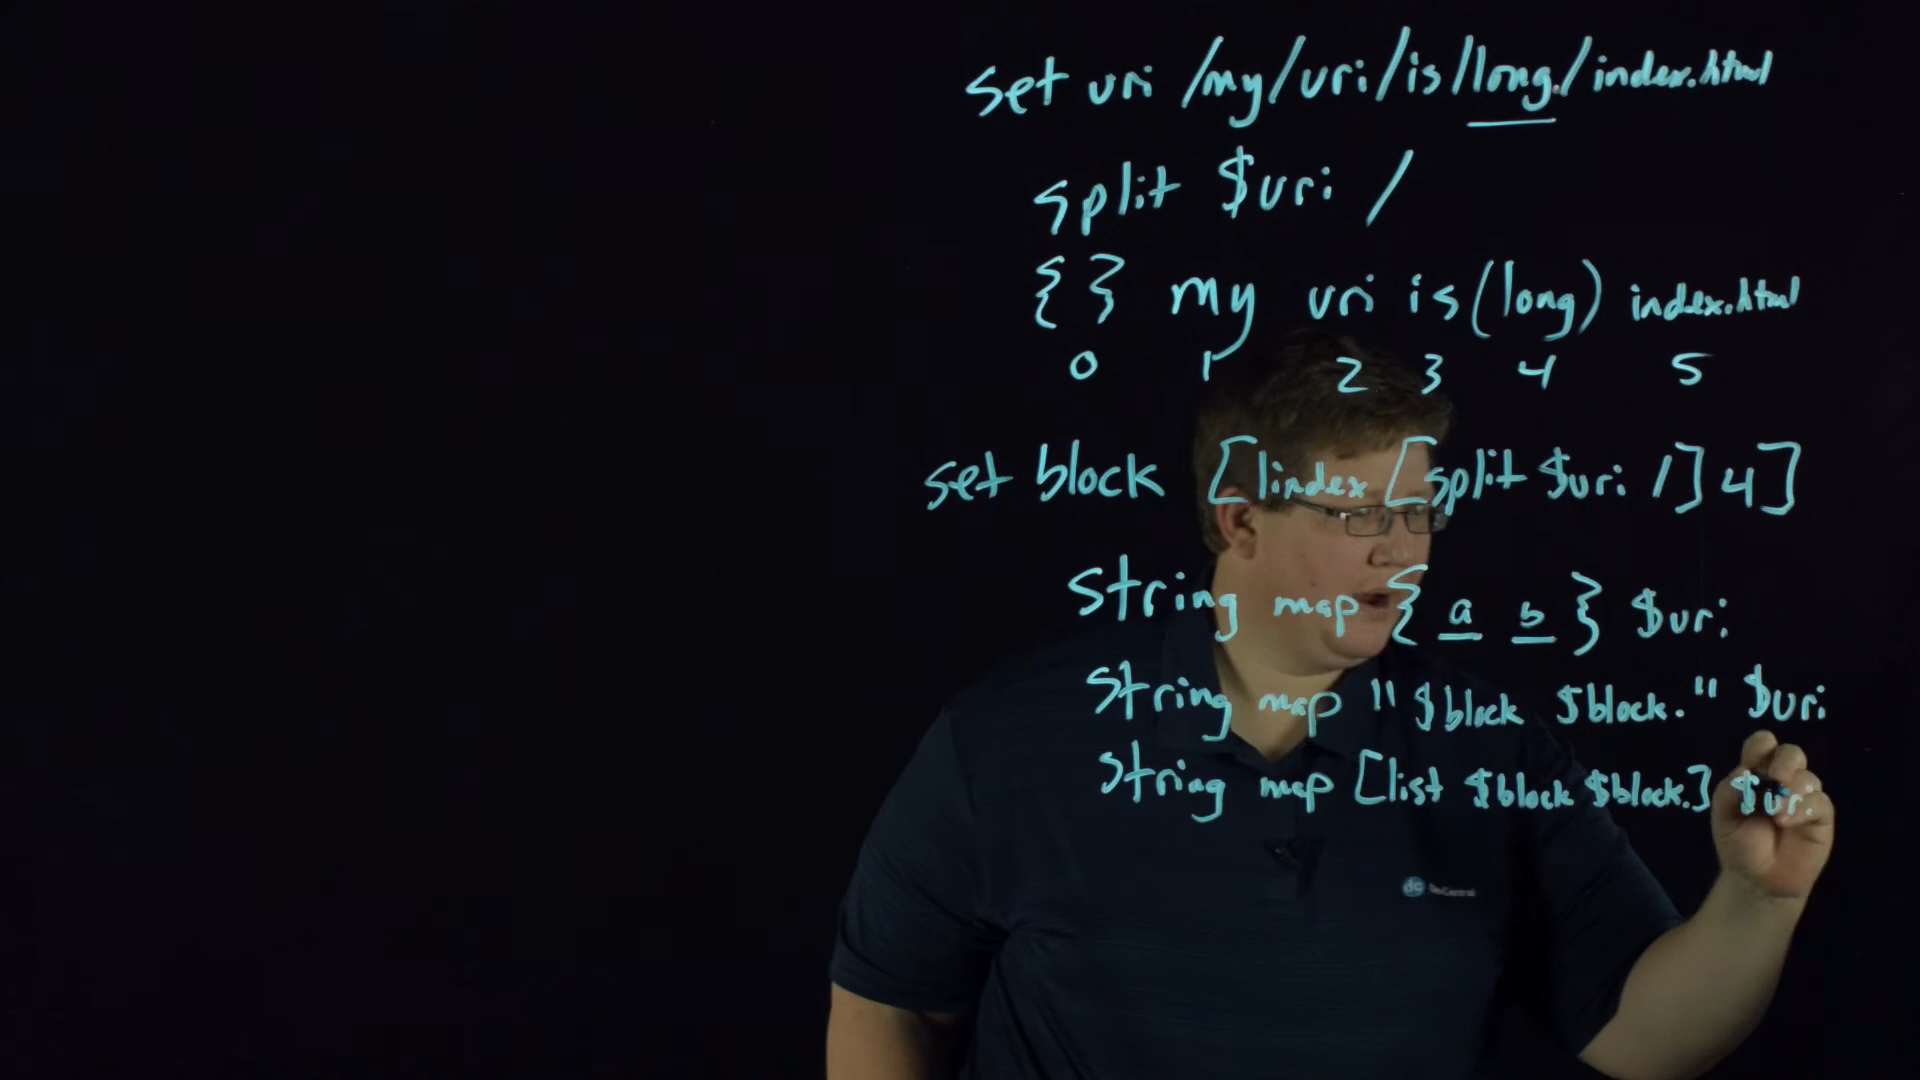 set uri /my/uri/is/long./index.html
split $uri /
{} my uri is (long) index.html
0 1 2 3 4 5
set block [lindex [split $uri /] 4]
String map { a b } $uri
String map "$block $block." $uri
String map [list $block $block.] $uri
dc DevCentral